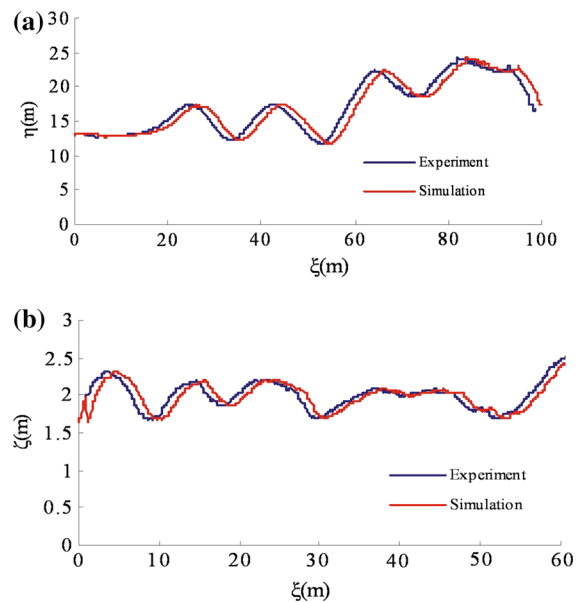 (a)
30
25
20
15
10
5
0
η(m)
Experiment
Simulation
0 20 40 60 80 100
ξ(m)
(b)
3
2.5
2
1.5
1
0.5
0
ζ(m)
Experiment
Simulation
0 10 20 30 40 50 60
ξ(m)